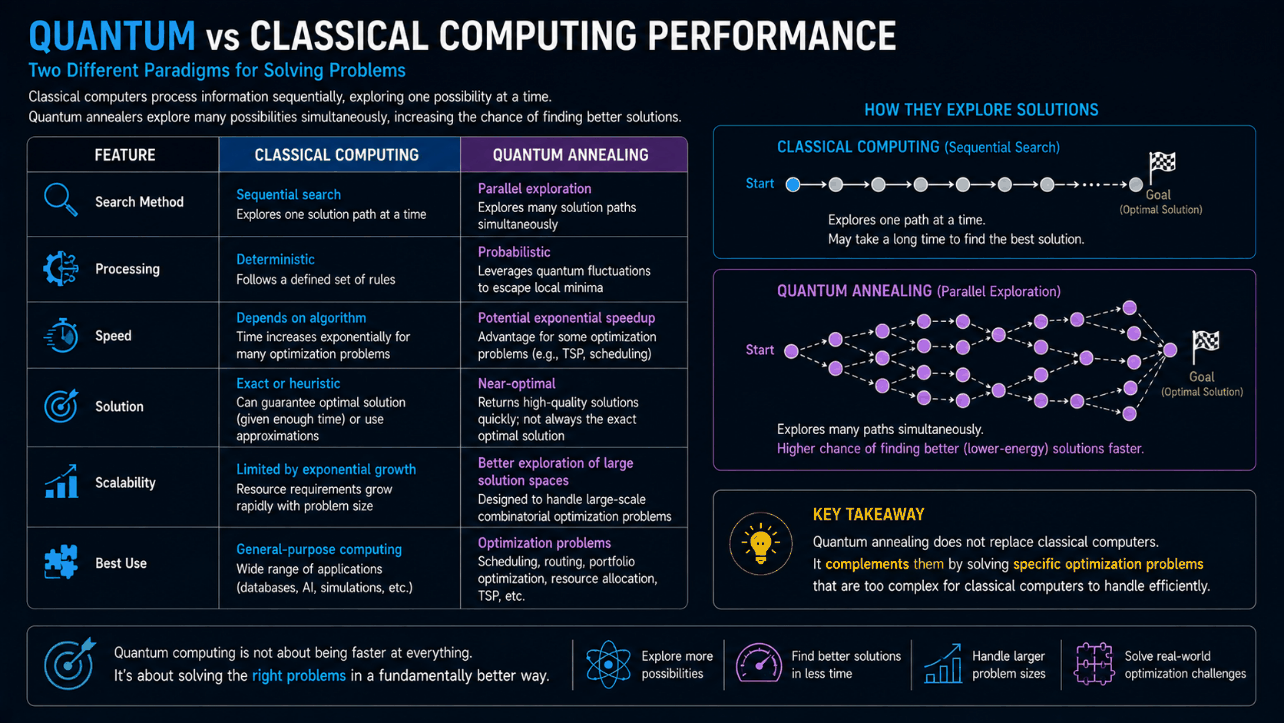 QUANTUM vs CLASSICAL COMPUTING PERFORMANCE
Two Different Paradigms for Solving Problems
Classical computers process information sequentially, exploring one possibility at a time.
Quantum annealers explore many possibilities simultaneously, increasing the chance of finding better solutions.
FEATURE
CLASSICAL COMPUTING
QUANTUM ANNEALING
Search Method
Sequential search
Explores one solution path at a time
Parallel exploration
Explores many solution paths
simultaneously
Processing
Deterministic
Follows a defined set of rules
Probabilistic
Leverages quantum fluctuations
to escape local minima
Speed
Depends on algorithm
Time increases exponentially for
many optimization problems
Potential exponential speedup
Advantage for some optimization
problems (e.g., TSP, scheduling)
Solution
Exact or heuristic
Can guarantee optimal solution
(given enough time) or use
approximations
Near-optimal
Returns high-quality solutions
quickly; not always the exact
optimal solution
Scalability
Limited by exponential growth
Resource requirements grow
rapidly with problem size
Better exploration of large
solution spaces
Designed to handle large-scale
combinatorial optimization problems
Best Use
General-purpose computing
Wide range of applications
(databases, AI, simulations, etc.)
Optimization problems
Scheduling, routing, portfolio
optimization, resource allocation,
TSP, etc.
HOW THEY EXPLORE SOLUTIONS
CLASSICAL COMPUTING (Sequential Search)
Start
Goal
(Optimal Solution)
Explores one path at a time.
May take a long time to find the best solution.
QUANTUM ANNEALING (Parallel Exploration)
Start
Goal
(Optimal Solution)
Explores many paths simultaneously.
Higher chance of finding better (lower-energy) solutions faster.
KEY TAKEAWAY
Quantum annealing does not replace classical computers.
It complements them by solving specific optimization problems
that are too complex for classical computers to handle efficiently.
Quantum computing is not about being faster at everything.
It's about solving the right problems in a fundamentally better way.
Explore more
possibilities
Find better solutions
in less time
Handle larger
problem sizes
Solve real-world
optimization challenges